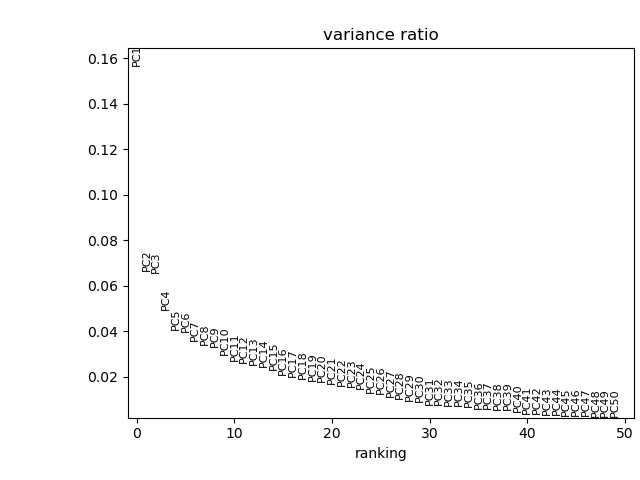 variance ratio
0.16
0.14
0.12
0.10
0.08
0.06
0.04
0.02
PC1
PC2
PC3
PC4
PC5
PC6
PC7
PC8
PC9
PC10
PC11
PC12
PC13
PC14
PC15
PC16
PC17
PC18
PC19
PC20
PC21
PC22
PC23
PC24
PC25
PC26
PC27
PC28
PC29
PC30
PC31
PC32
PC33
PC34
PC35
PC36
PC37
PC38
PC39
PC40
PC41
PC42
PC43
PC44
PC45
PC46
PC47
PC48
PC49
PC50
0 10 20 30 40 50
ranking